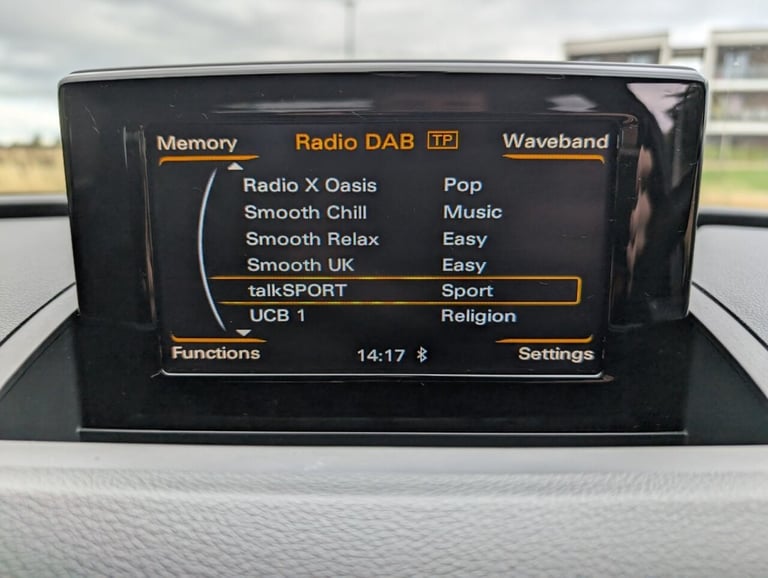 Memory Radio DAB TP Waveband
Radio X Oasis Pop
Smooth Chill Music
Smooth Relax Easy
Smooth UK Easy
talkSPORT Sport
UCB 1 Religion
Functions 14:17 Settings